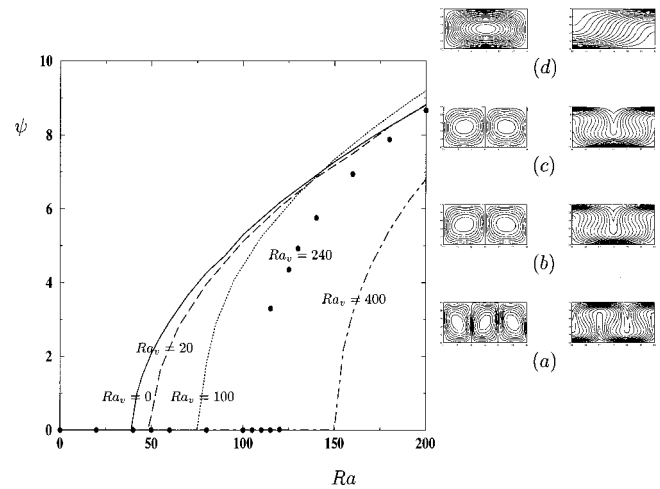 10
8
6
4
2
0
ψ
Ra_v = 240
Ra_v = 400
Ra_v = 20
Ra_v = 0
Ra_v = 100
0 50 100 150 200
Ra
(d)
(c)
(b)
(a)